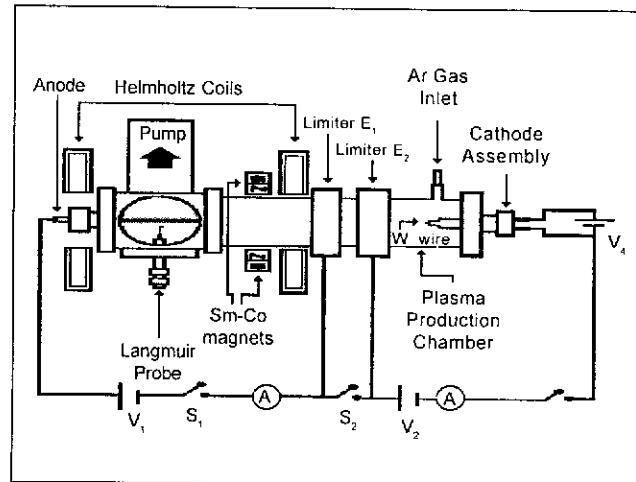 Anode
Helmholtz Coils
Pump
Limiter E₁
Limiter E₂
Ar Gas
Inlet
Cathode
Assembly
W wire
V₄
Sm-Co
magnets
Plasma
Production
Chamber
Langmuir
Probe
V₁
S₁
A
S₂
V₂
A